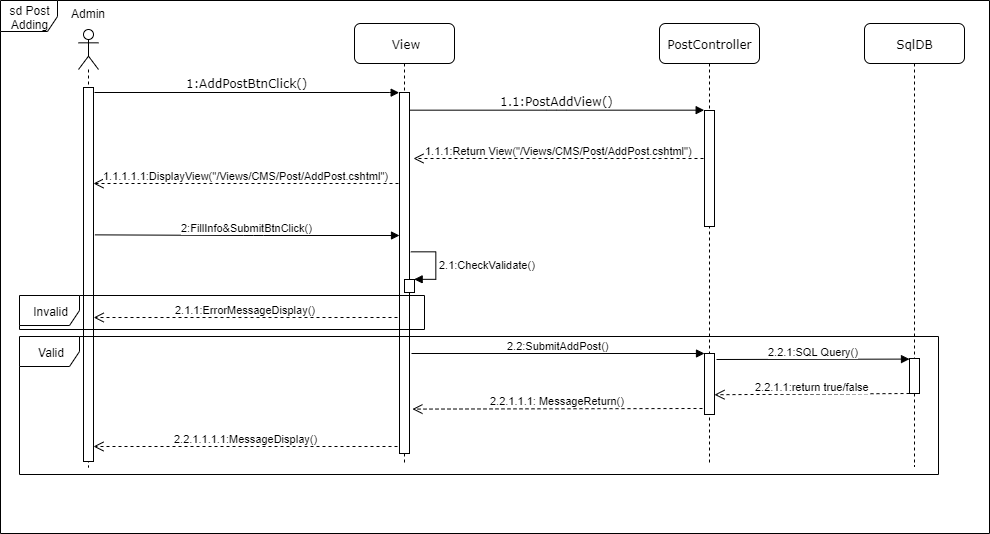 sd Post
Adding
Admin
View
PostController
SqlDB
1:AddPostBtnClick()
1.1:PostAddView()
1.1.1:Return View("/Views/CMS/Post/AddPost.cshtml")
1.1.1.1.1:DisplayView("/Views/CMS/Post/AddPost.cshtml")
2:FillInfo&SubmitBtnClick()
2.1:CheckValidate()
Invalid
2.1.1:ErrorMessageDisplay()
Valid
2.2:SubmitAddPost()
2.2.1:SQL Query()
2.2.1.1:return true/false
2.2.1.1.1: MessageReturn()
2.2.1.1.1.1:MessageDisplay()